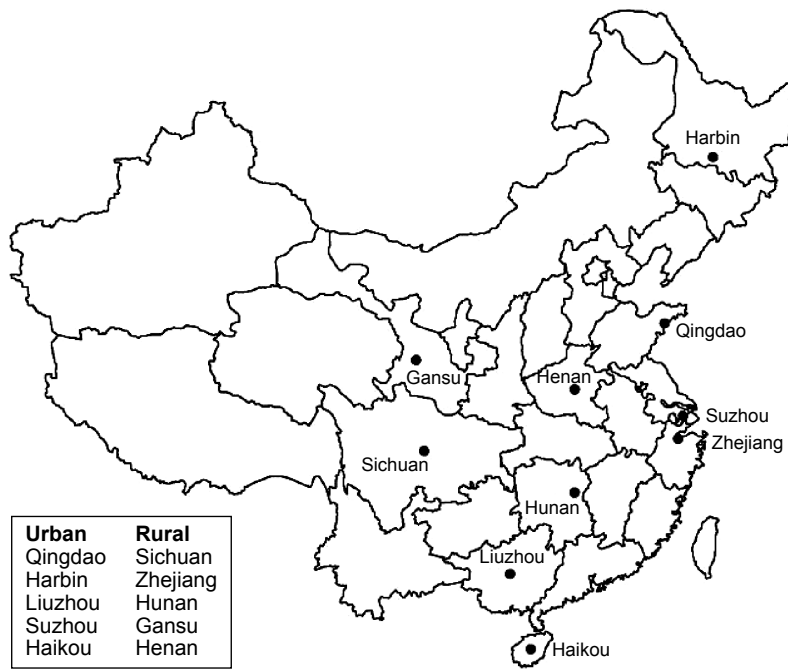 Harbin
Qingdao
Gansu
Henan
Suzhou
Zhejiang
Sichuan
Hunan
Liuzhou
Haikou
Urban Rural
Qingdao Sichuan
Harbin Zhejiang
Liuzhou Hunan
Suzhou Gansu
Haikou Henan